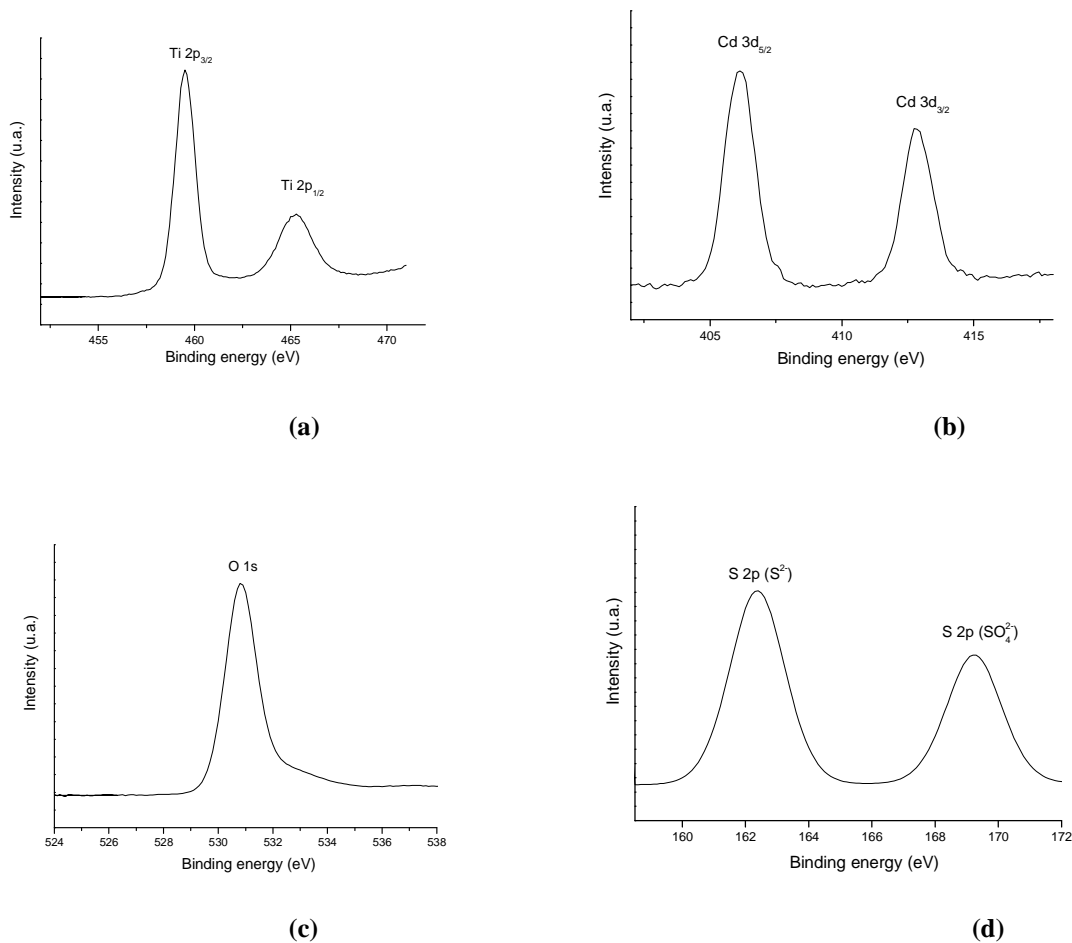 Ti 2p3/2
Ti 2p1/2
Intensity (u.a.)
455 460 465 470
Binding energy (eV)
(a)
Cd 3d5/2
Cd 3d3/2
Intensity (u.a.)
405 410 415
Binding energy (eV)
(b)
O 1s
Intensity (u.a.)
524 526 528 530 532 534 536 538
Binding energy (eV)
(c)
S 2p (S2-)
S 2p (SO42-)
Intensity (u.a.)
160 162 164 166 168 170 172
Binding energy (eV)
(d)